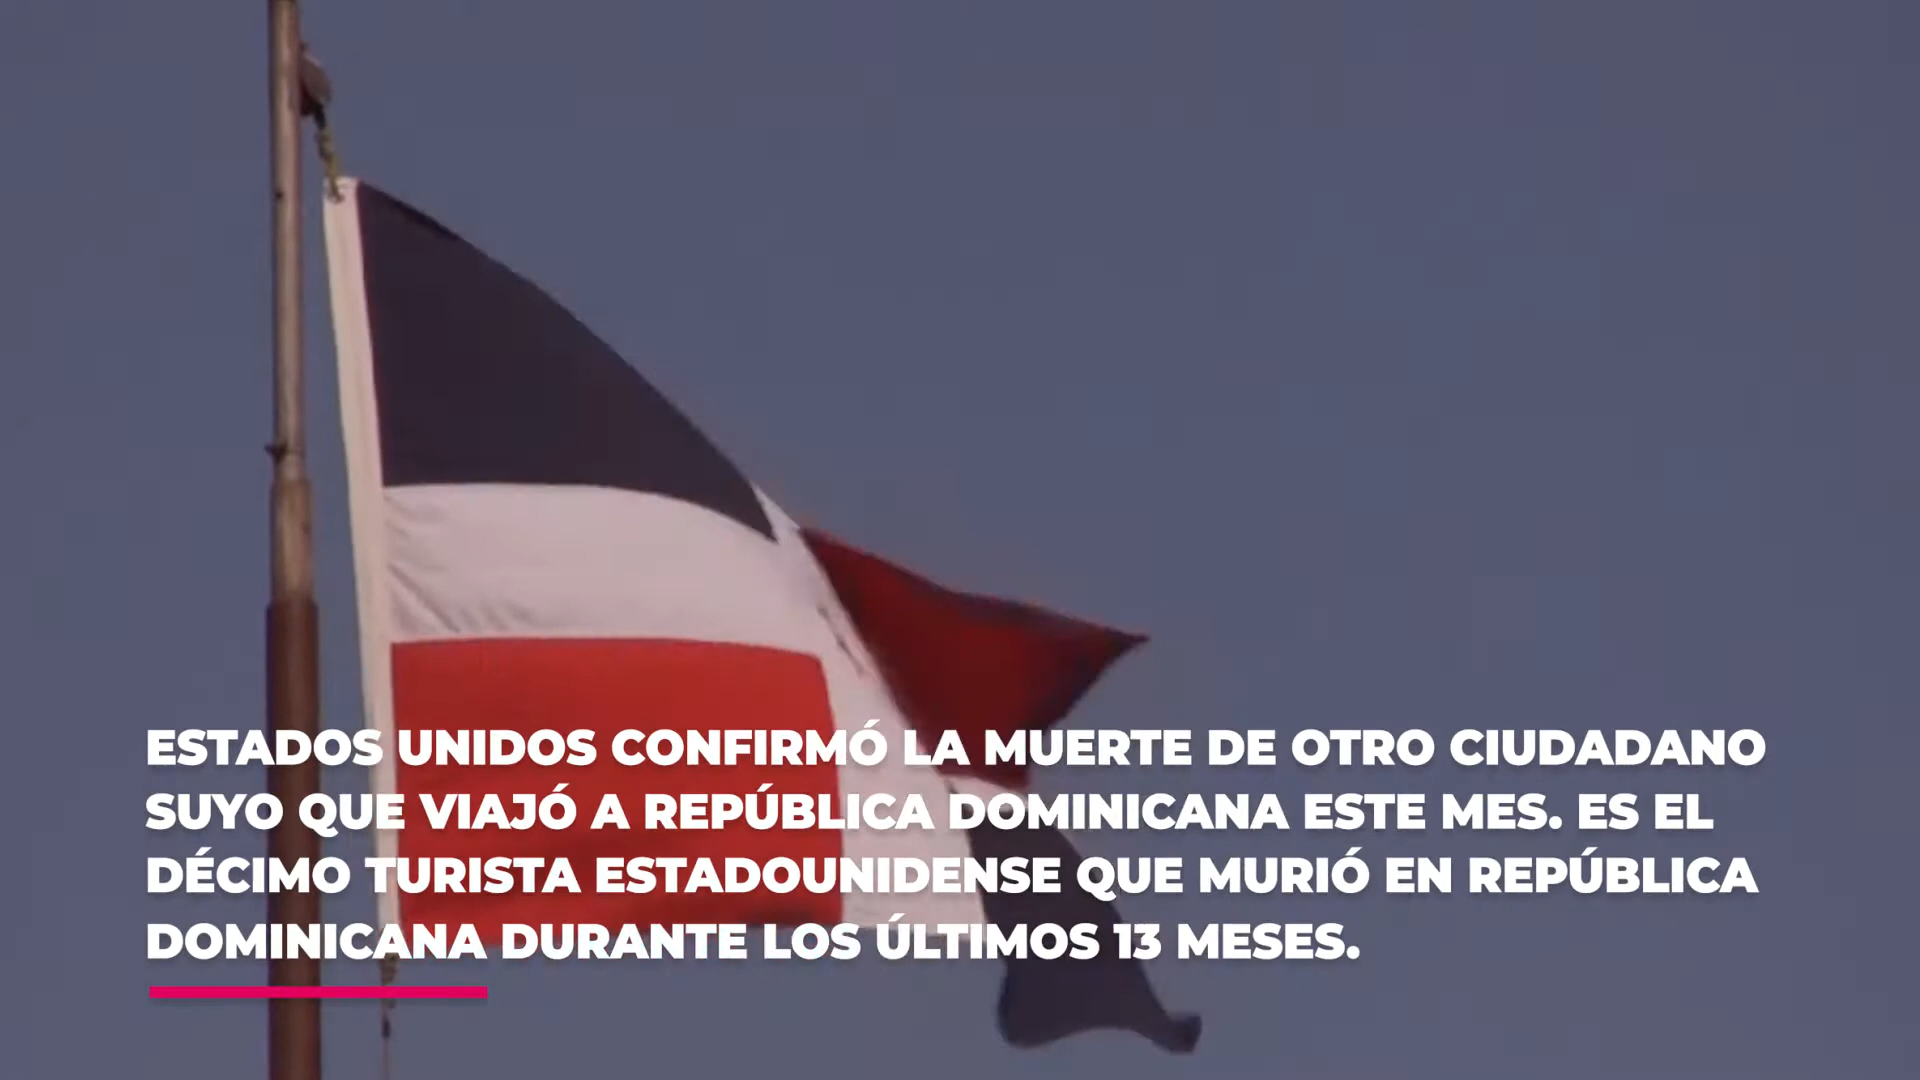 ESTADOS UNIDOS CONFIRMÓ LA MUERTE DE OTRO CIUDADANO
SUYO QUE VIAJÓ A REPÚBLICA DOMINICANA ESTE MES. ES EL
DÉCIMO TURISTA ESTADOUNIDENSE QUE MURIÓ EN REPÚBLICA
DOMINICANA DURANTE LOS ÚLTIMOS 13 MESES.